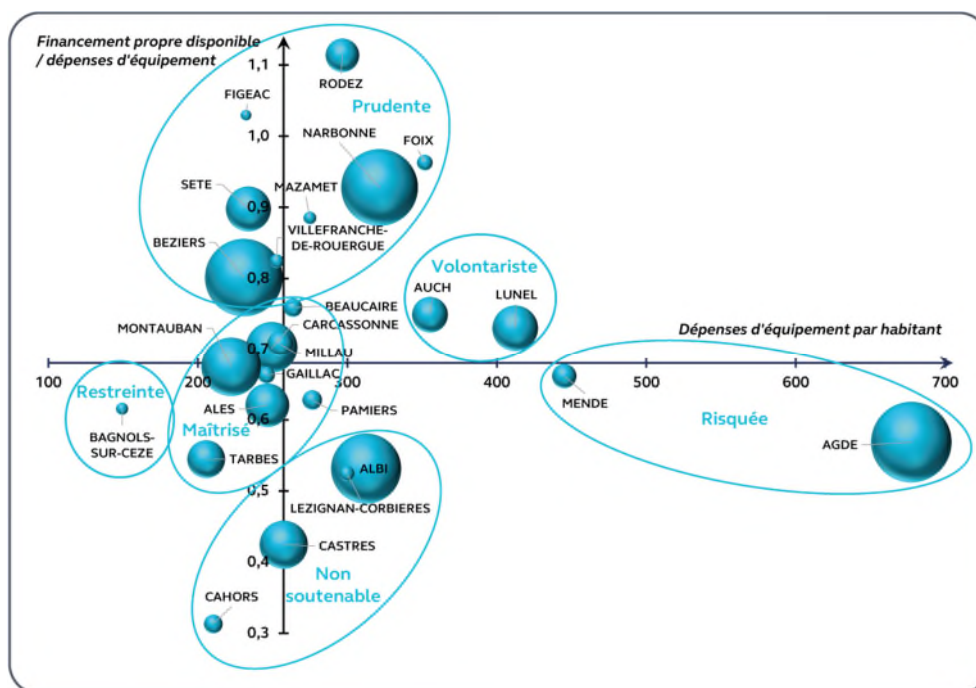 Financement propre disponible
/ dépenses d'équipement
1,1
RODEZ
FIGEAC
Prudente
1,0
NARBONNE
FOIX
SETE
MAZAMET
0,9
VILLEFRANCHE-
DE-ROUERGUE
BEZIERS
0,8
Volontariste
AUCH
LUNEL
BEAUCAIRE
MONTAUBAN
CARCASSONNE
Dépenses d'équipement par habitant
0,7
MILLAU
100
200
300
400
500
600
700
GAILLAC
Restreinte
MENDE
Risquée
ALES
PAMIERS
0,6
Maîtrisé
BAGNOLS-
SUR-CEZE
AGDE
TARBES
ALBI
0,5
LEZIGNAN-CORBIERES
CASTRES
0,4
Non
soutenable
CAHORS
0,3